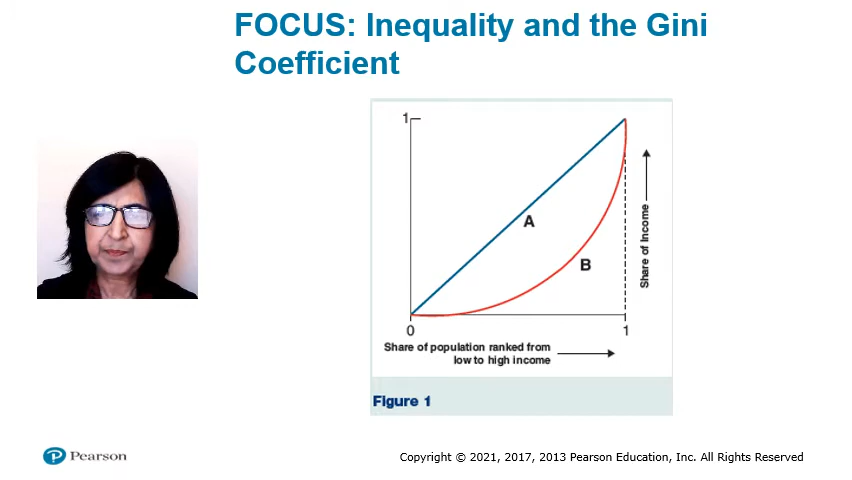 FOCUS: Inequality and the Gini
Coefficient
1
A
B
Share of Income
0
1
Share of population ranked from
low to high income
Figure 1
Pearson
Copyright © 2021, 2017, 2013 Pearson Education, Inc. All Rights Reserved